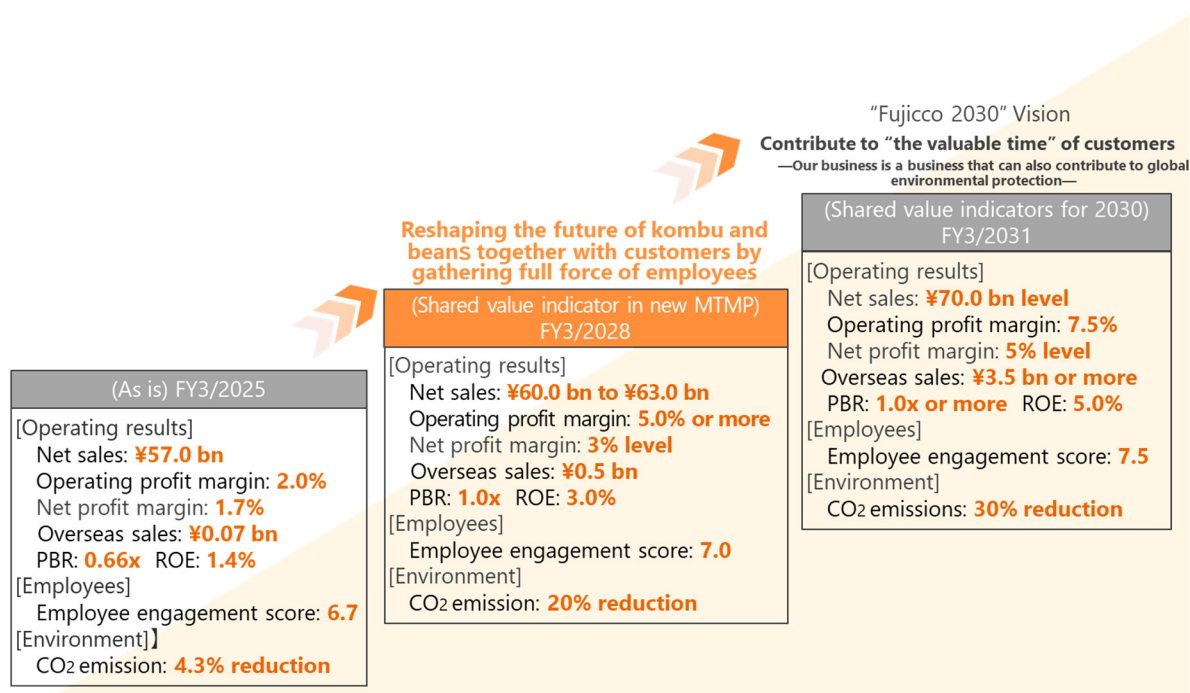 “Fujicco 2030” Vision
Contribute to “the valuable time” of customers
—Our business is a business that can also contribute to global
environmental protection—
(Shared value indicators for 2030)
FY3/2031
[Operating results]
Net sales: ¥70.0 bn level
Operating profit margin: 7.5%
Net profit margin: 5% level
Overseas sales: ¥3.5 bn or more
PBR: 1.0x or more ROE: 5.0%
[Employees]
Employee engagement score: 7.5
[Environment]
CO2 emissions: 30% reduction
Reshaping the future of kombu and
beans together with customers by
gathering full force of employees
(Shared value indicator in new MTMP)
FY3/2028
[Operating results]
Net sales: ¥60.0 bn to ¥63.0 bn
Operating profit margin: 5.0% or more
Net profit margin: 3% level
Overseas sales: ¥0.5 bn
PBR: 1.0x ROE: 3.0%
[Employees]
Employee engagement score: 7.0
[Environment]
CO2 emission: 20% reduction
(As is) FY3/2025
[Operating results]
Net sales: ¥57.0 bn
Operating profit margin: 2.0%
Net profit margin: 1.7%
Overseas sales: ¥0.07 bn
PBR: 0.66x ROE: 1.4%
[Employees]
Employee engagement score: 6.7
[Environment]】
CO2 emission: 4.3% reduction